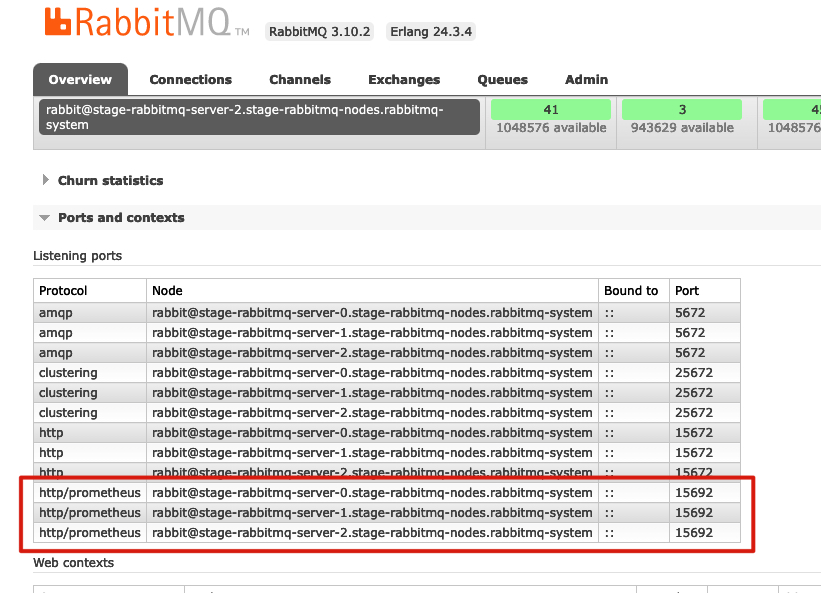 RabbitMQ TM RabbitMQ 3.10.2 Erlang 24.3.4
Overview Connections Channels Exchanges Queues Admin
rabbit@stage-rabbitmq-server-2.stage-rabbitmq-nodes.rabbitmq-
system
41 3
1048576 available 943629 available 1048576
Churn statistics
Ports and contexts
Listening ports
Protocol Node Bound to Port
amqp rabbit@stage-rabbitmq-server-0.stage-rabbitmq-nodes.rabbitmq-system :: 5672
amqp rabbit@stage-rabbitmq-server-1.stage-rabbitmq-nodes.rabbitmq-system :: 5672
amqp rabbit@stage-rabbitmq-server-2.stage-rabbitmq-nodes.rabbitmq-system :: 5672
clustering rabbit@stage-rabbitmq-server-0.stage-rabbitmq-nodes.rabbitmq-system :: 25672
clustering rabbit@stage-rabbitmq-server-1.stage-rabbitmq-nodes.rabbitmq-system :: 25672
clustering rabbit@stage-rabbitmq-server-2.stage-rabbitmq-nodes.rabbitmq-system :: 25672
http rabbit@stage-rabbitmq-server-0.stage-rabbitmq-nodes.rabbitmq-system :: 15672
http rabbit@stage-rabbitmq-server-1.stage-rabbitmq-nodes.rabbitmq-system :: 15672
http rabbit@stage-rabbitmq-server-2.stage-rabbitmq-nodes.rabbitmq-system :: 15672
http/prometheus rabbit@stage-rabbitmq-server-0.stage-rabbitmq-nodes.rabbitmq-system :: 15692
http/prometheus rabbit@stage-rabbitmq-server-1.stage-rabbitmq-nodes.rabbitmq-system :: 15692
http/prometheus rabbit@stage-rabbitmq-server-2.stage-rabbitmq-nodes.rabbitmq-system :: 15692
Web contexts